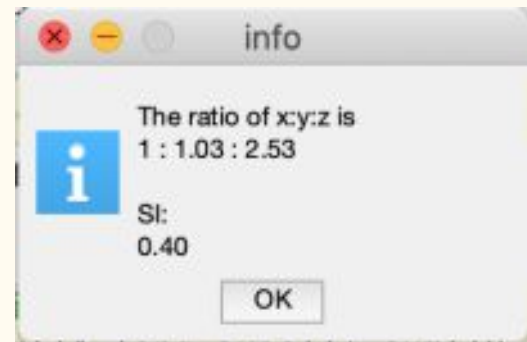 info
The ratio of x:y:z is
1 : 1.03 : 2.53
SI:
0.40
OK